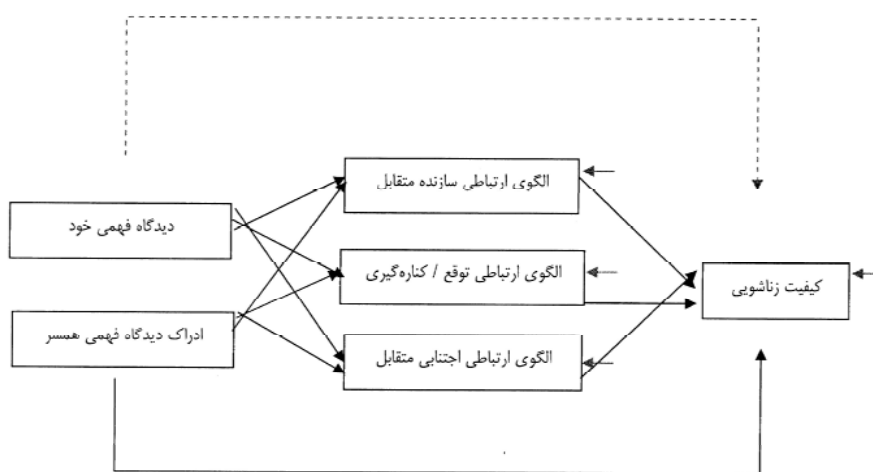 الگوی ارتباطی سازنده متقابل
دیدگاه فهمی خود
الگوی ارتباطی توقع / کناره‌گیری
کیفیت زناشویی
ادراک دیدگاه فهمی همسر
الگوی ارتباطی اجتنابی متقابل